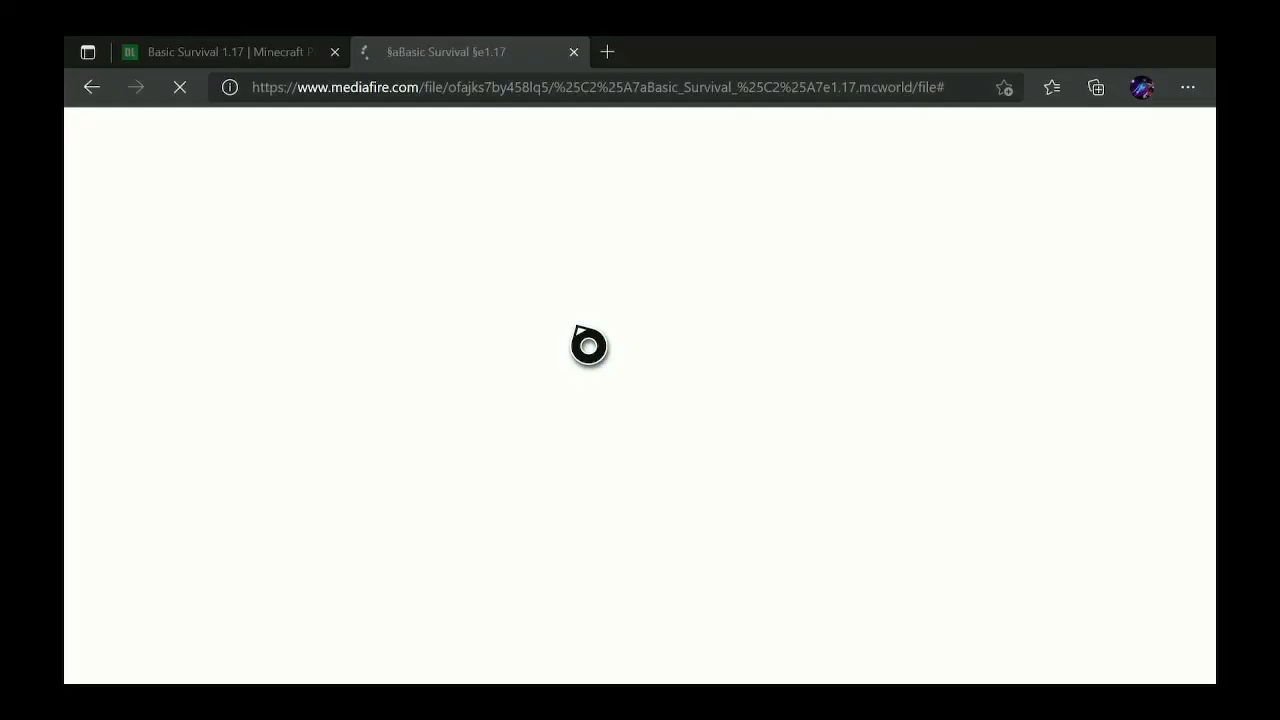 DL Basic Survival 1.17 | Minecraft P
§aBasic Survival §e1.17
https://www.mediafire.com/file/ofajks7by458lq5/%25C2%25A7aBasic_Survival_%25C2%25A7e1.17.mcworld/file#